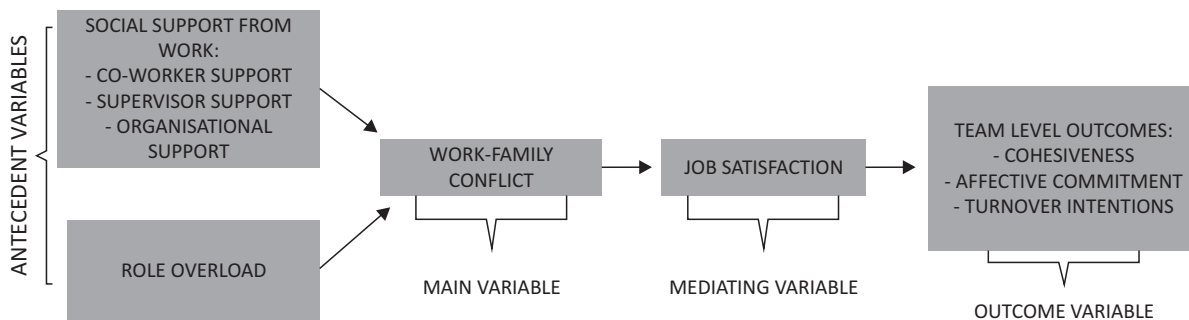 ANTECEDENT VARIABLES
SOCIAL SUPPORT FROM
WORK:
- CO-WORKER SUPPORT
- SUPERVISOR SUPPORT
- ORGANISATIONAL
SUPPORT
ROLE OVERLOAD
WORK-FAMILY
CONFLICT
MAIN VARIABLE
JOB SATISFACTION
MEDIATING VARIABLE
TEAM LEVEL OUTCOMES:
- COHESIVENESS
- AFFECTIVE COMMITMENT
- TURNOVER INTENTIONS
OUTCOME VARIABLE